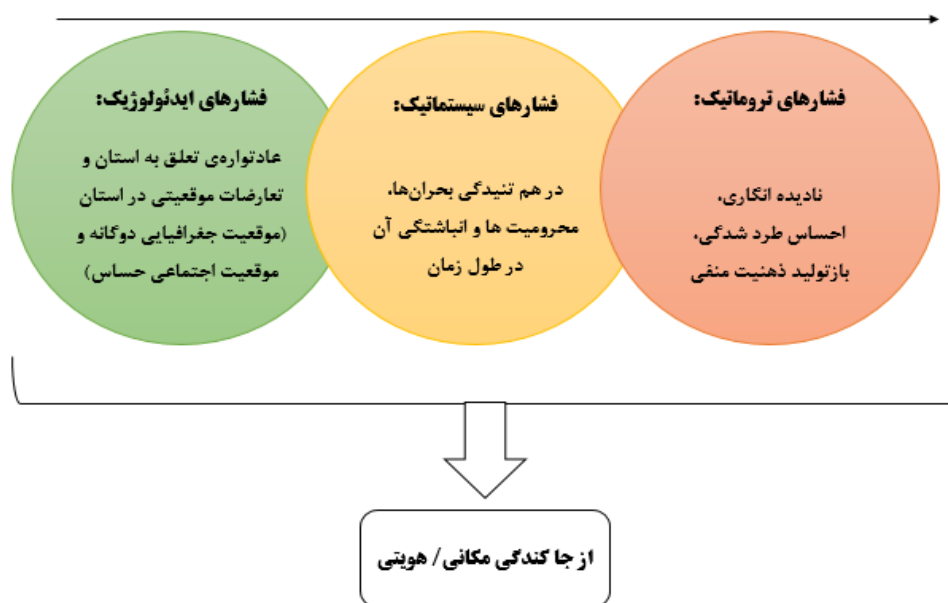 فشارهای ایدئولوژیک:
عادتواره‌ی تعلق به استان و
تعارضات موقعیتی در استان
(موقعیت جغرافیایی دوگانه و
موقعیت اجتماعی حساس)
فشارهای سیستماتیک:
در هم تنیدگی بحران‌ها،
محرومیت ها و انباشتگی آن
در طول زمان
فشارهای تروماتیک:
نادیده انگاری،
احساس طرد شدگی،
بازتولید ذهنیت منفی
از جا کندگی مکانی/ هویتی